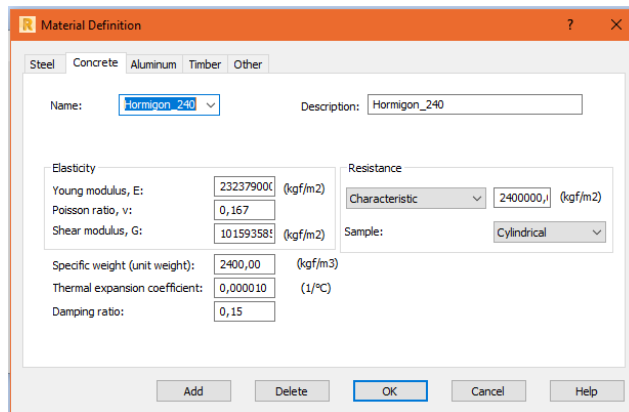 R Material Definition ?
Steel Concrete Aluminum Timber Other
Name: Hormigon_240 Description: Hormigon_240
Elasticity Resistance
Young modulus, E: 232379000 (kgf/m2) Characteristic 2400000, (kgf/m2)
Poisson ratio, ν: 0,167
Shear modulus, G: 101593585 (kgf/m2) Sample: Cylindrical
Specific weight (unit weight): 2400,00 (kgf/m3)
Thermal expansion coefficient: 0,000010 (1/°C)
Damping ratio: 0,15
Add Delete OK Cancel Help